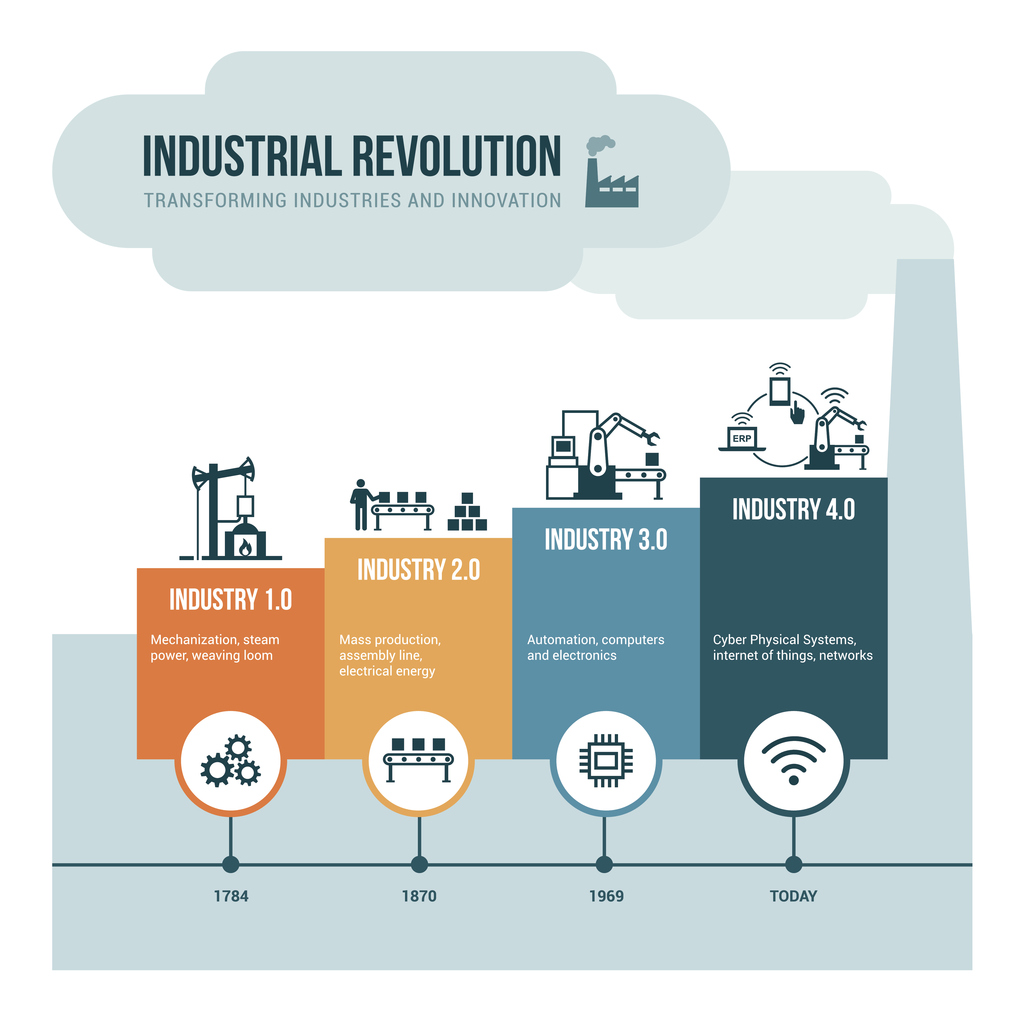 INDUSTRIAL REVOLUTION
TRANSFORMING INDUSTRIES AND INNOVATION
ERP
INDUSTRY 1.0
Mechanization, steam
power, weaving loom
INDUSTRY 2.0
Mass production,
assembly line,
electrical energy
INDUSTRY 3.0
Automation, computers
and electronics
INDUSTRY 4.0
Cyber Physical Systems,
internet of things, networks
1784
1870
1969
TODAY